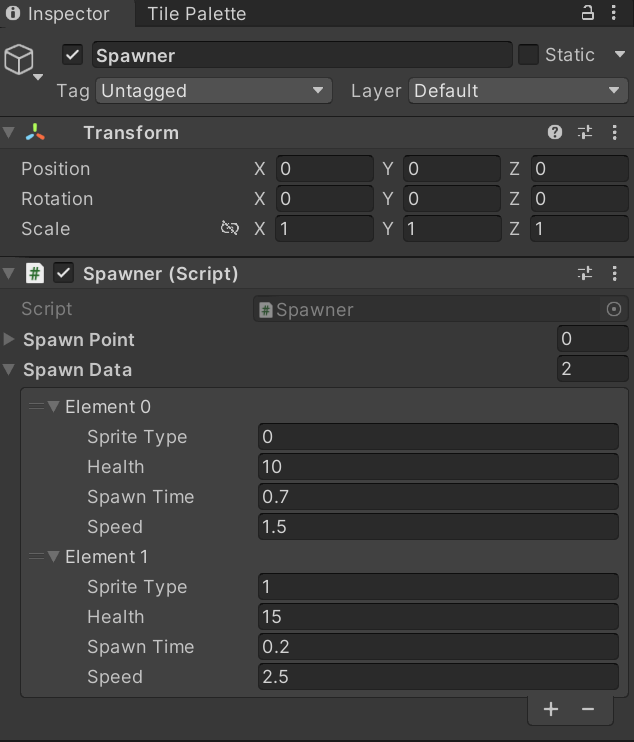 Inspector Tile Palette
Spawner Static
Tag Untagged Layer Default
Transform
Position X 0 Y 0 Z 0
Rotation X 0 Y 0 Z 0
Scale X 1 Y 1 Z 1
# Spawner (Script)
Script # Spawner
Spawn Point 0
Spawn Data 2
Element 0
Sprite Type 0
Health 10
Spawn Time 0.7
Speed 1.5
Element 1
Sprite Type 1
Health 15
Spawn Time 0.2
Speed 2.5
+ −